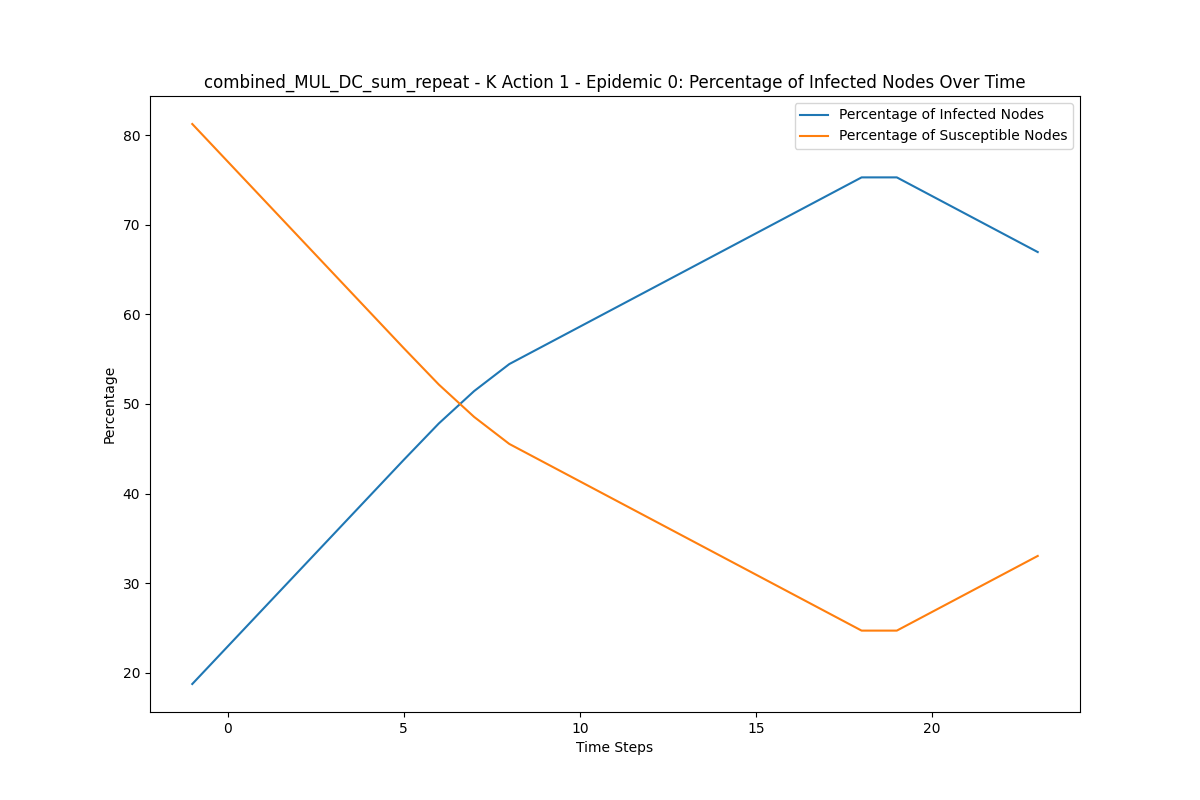 combined_MUL_DC_sum_repeat - K Action 1 - Epidemic 0: Percentage of Infected Nodes Over Time
Percentage of Infected Nodes
Percentage of Susceptible Nodes
80
70
60
50
40
30
20
Percentage
0 5 10 15 20
Time Steps